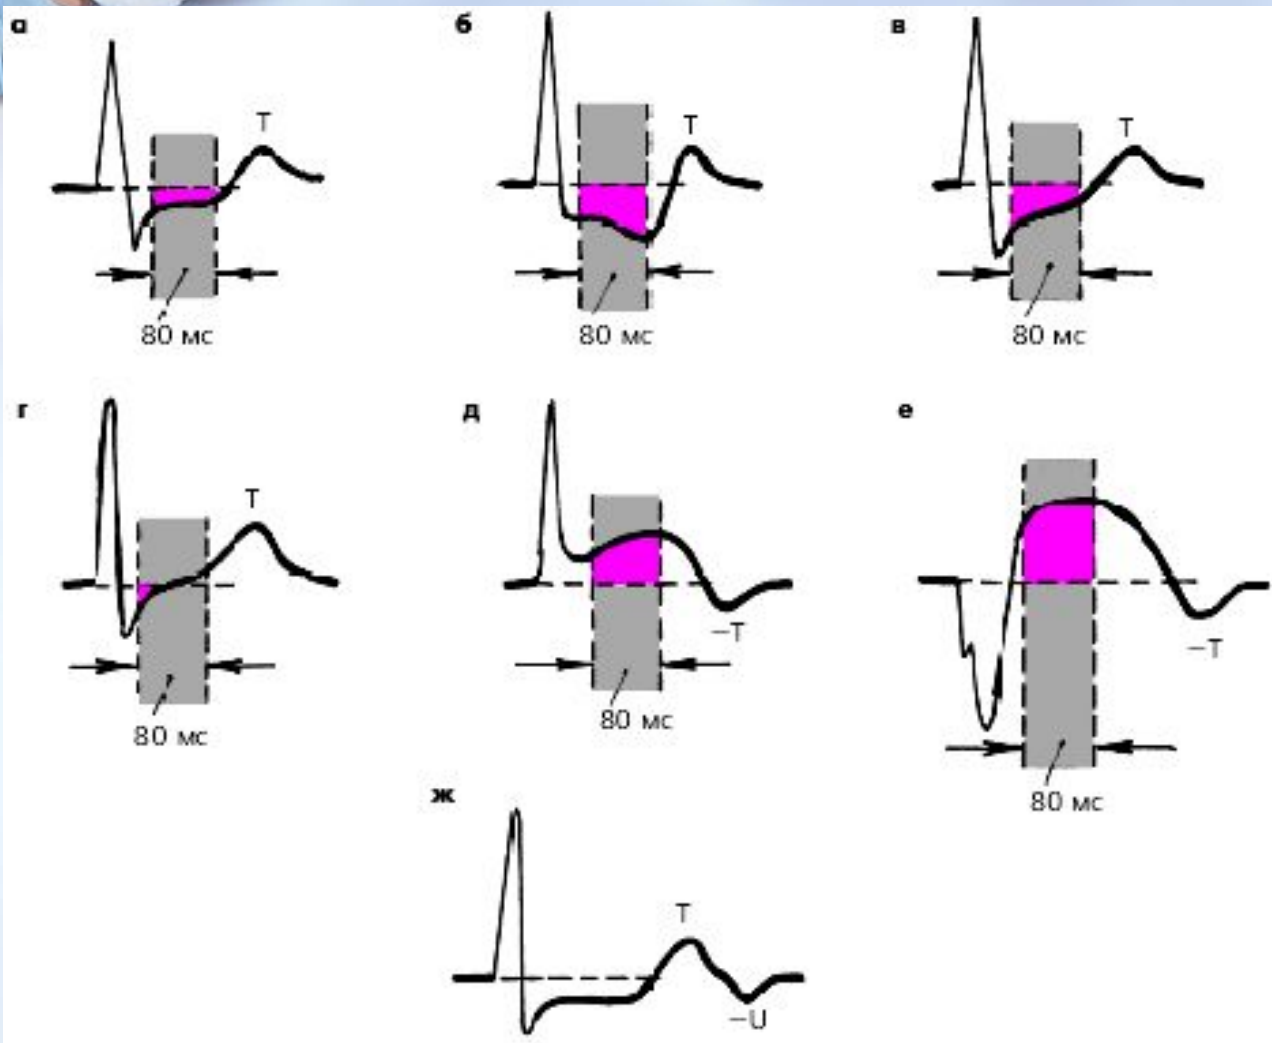 а б в
Т Т Т
80 мс 80 мс 80 мс
г д е
Т
–Т –Т
80 мс 80 мс
80 мс
ж
Т
–U